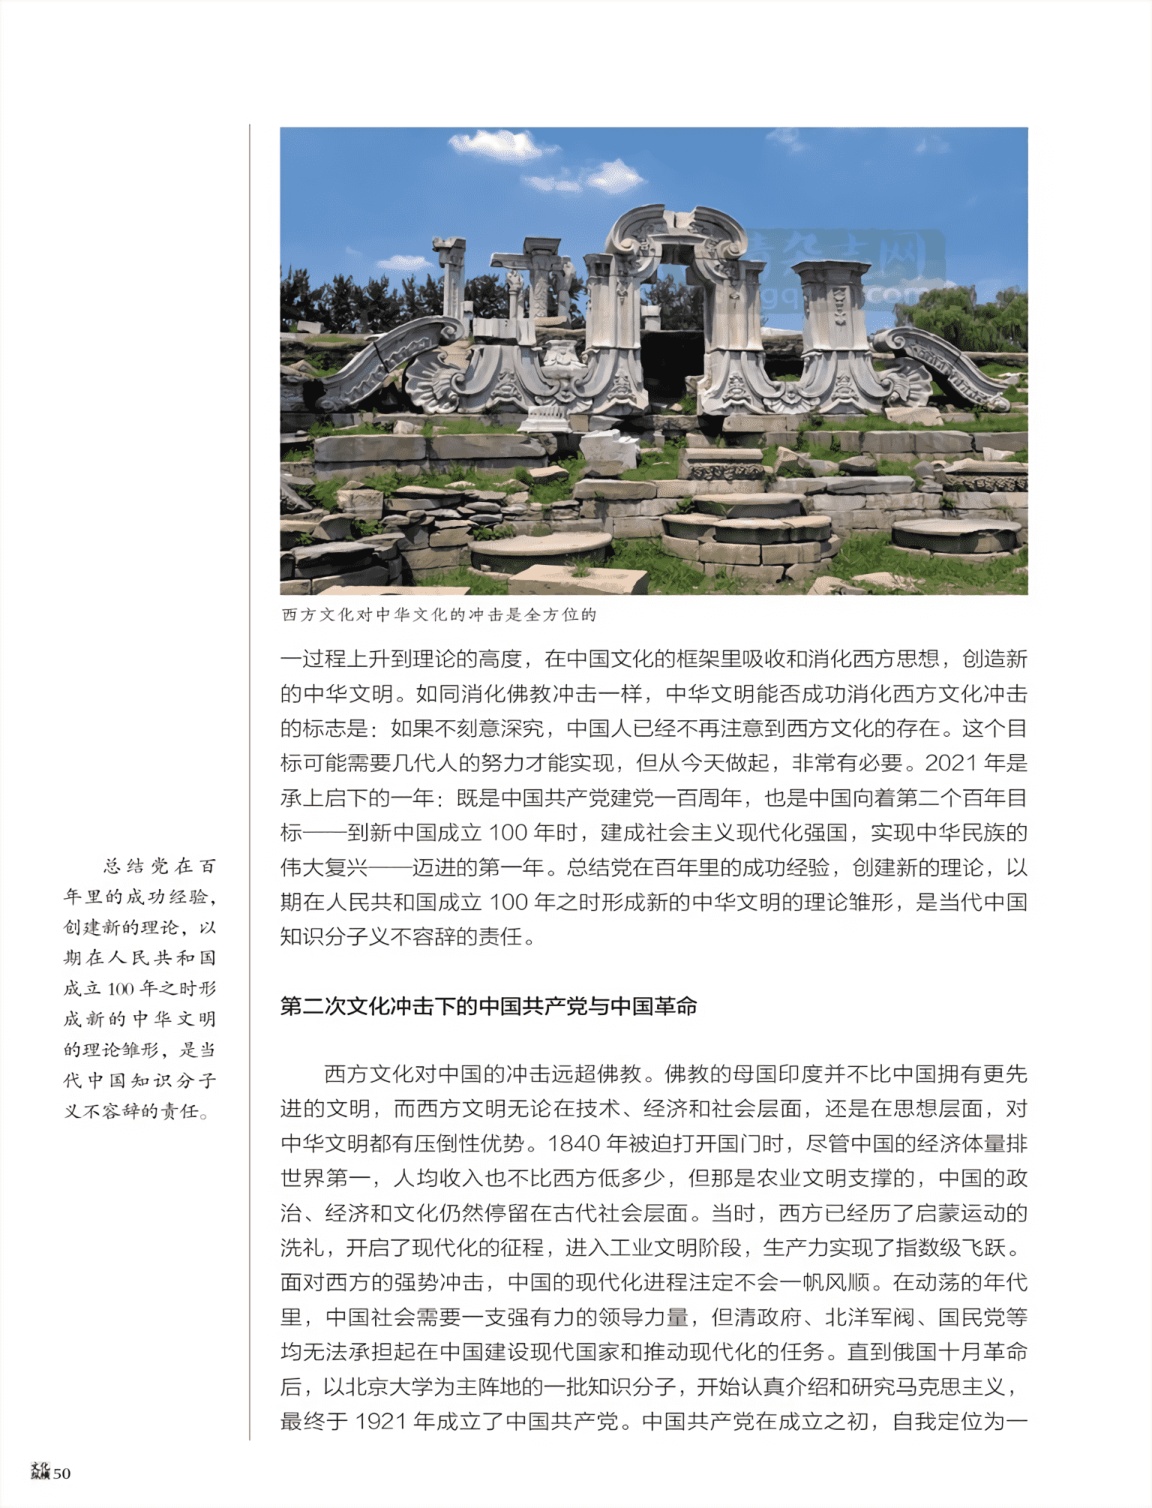 西方文化对中华文化的冲击是全方位的
一过程上升到理论的高度，在中国文化的框架里吸收和消化西方思想，创造新
的中华文明。如同消化佛教冲击一样，中华文明能否成功消化西方文化冲击
的标志是：如果不刻意深究，中国人已经不再注意到西方文化的存在。这个目
标可能需要几代人的努力才能实现，但从今天做起，非常有必要。2021 年是
承上启下的一年：既是中国共产党建党一百周年，也是中国向着第二个百年目
标——到新中国成立 100 年时，建成社会主义现代化强国，实现中华民族的
伟大复兴——迈进的第一年。总结党在百年里的成功经验，创建新的理论，以
期在人民共和国成立 100 年之时形成新的中华文明的理论雏形，是当代中国
知识分子义不容辞的责任。
总结党在百
年里的成功经验，
创建新的理论，以
期在人民共和国
成立 100 年之时形
成新的中华文明
的理论雏形，是当
代中国知识分子
义不容辞的责任。
第二次文化冲击下的中国共产党与中国革命
西方文化对中国的冲击远超佛教。佛教的母国印度并不比中国拥有更先
进的文明，而西方文明无论在技术、经济和社会层面，还是在思想层面，对
中华文明都有压倒性优势。1840 年被迫打开国门时，尽管中国的经济体量排
世界第一，人均收入也不比西方低多少，但那是农业文明支撑的，中国的政
治、经济和文化仍然停留在古代社会层面。当时，西方已经历了启蒙运动的
洗礼，开启了现代化的征程，进入工业文明阶段，生产力实现了指数级飞跃。
面对西方的强势冲击，中国的现代化进程注定不会一帆风顺。在动荡的年代
里，中国社会需要一支强有力的领导力量，但清政府、北洋军阀、国民党等
均无法承担起在中国建设现代国家和推动现代化的任务。直到俄国十月革命
后，以北京大学为主阵地的一批知识分子，开始认真介绍和研究马克思主义，
最终于 1921 年成立了中国共产党。中国共产党在成立之初，自我定位为一
文化纵横 50